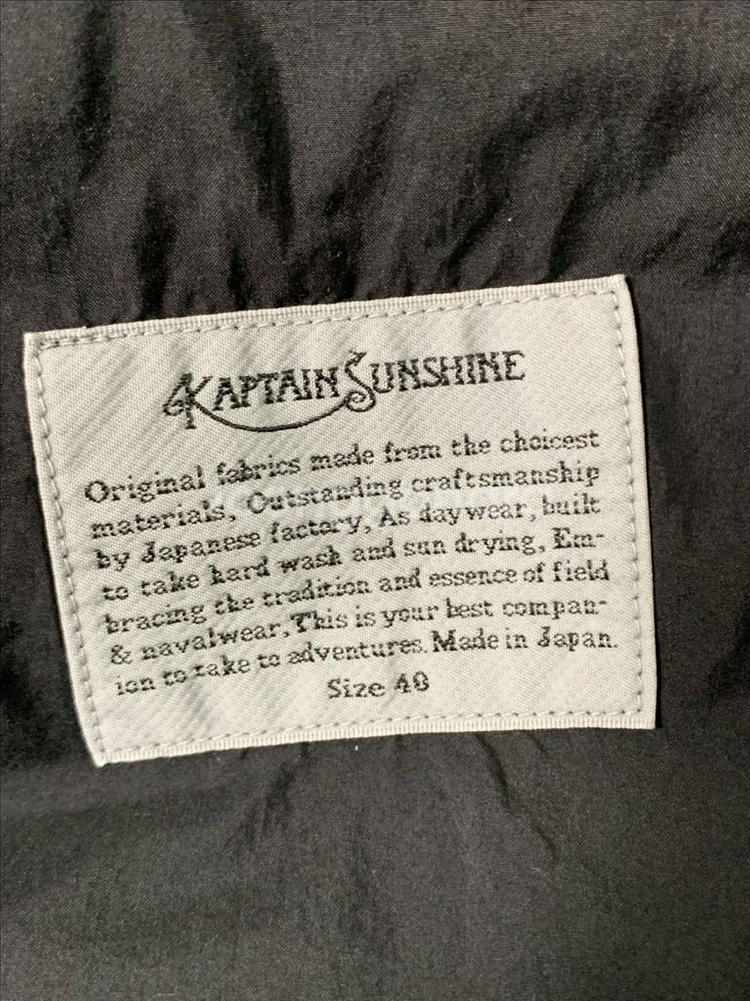 KAPTAIN SUNSHINE
Original fabrics made from the choicest
materials, Outstanding craftsmanship
by Japanese factory, As day wear, built
to take hard wash and sun drying, Em-
bracing the tradition and essence of field
& navalwear, This is your best compan-
ion to take to adventures. Made in Japan.
Size 40